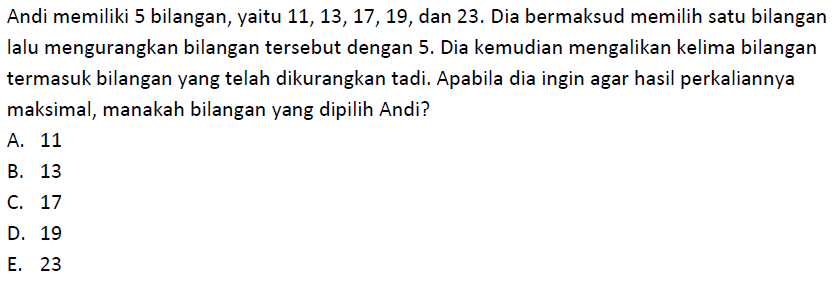 Andi memiliki 5 bilangan, yaitu 11, 13, 17, 19, dan 23. Dia bermaksud memilih satu bilangan
lalu mengurangkan bilangan tersebut dengan 5. Dia kemudian mengalikan kelima bilangan
termasuk bilangan yang telah dikurangkan tadi. Apabila dia ingin agar hasil perkaliannya
maksimal, manakah bilangan yang dipilih Andi?
A. 11
B. 13
C. 17
D. 19
E. 23